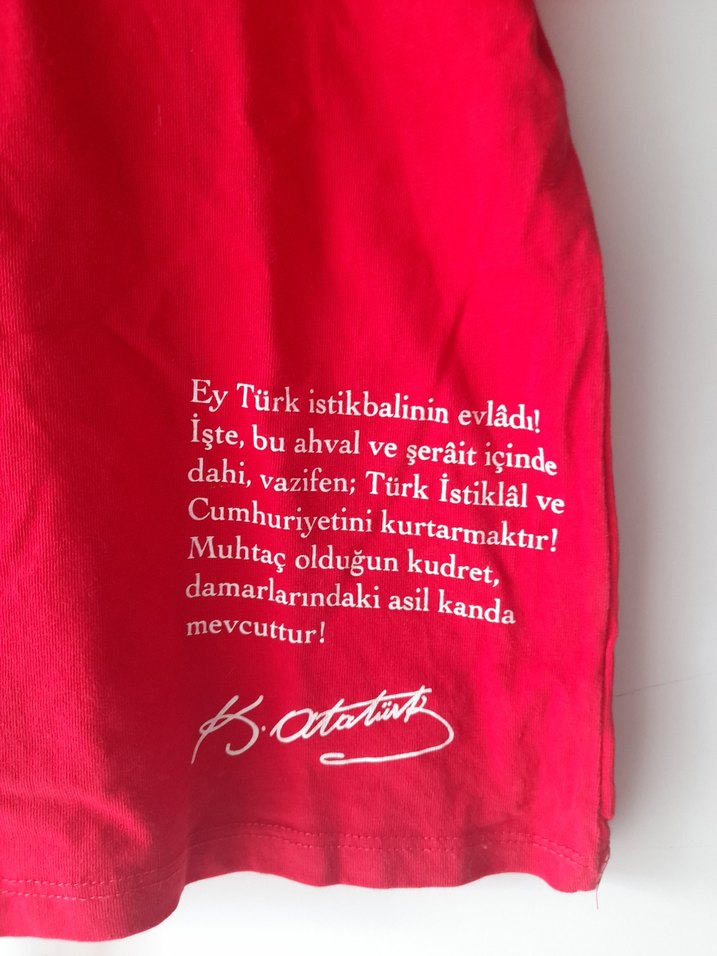 Ey Türk istikbalinin evlâdı!
İşte, bu ahval ve şerâit içinde
dahi, vazifen; Türk İstiklâl ve
Cumhuriyetini kurtarmaktır!
Muhtaç olduğun kudret,
damarlarındaki asil kanda
mevcuttur!
K. Atatürk